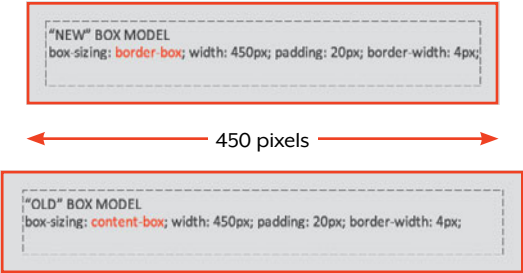 “NEW” BOX MODEL
box-sizing: border-box; width: 450px; padding: 20px; border-width: 4px;
450 pixels
“OLD” BOX MODEL
box-sizing: content-box; width: 450px; padding: 20px; border-width: 4px;